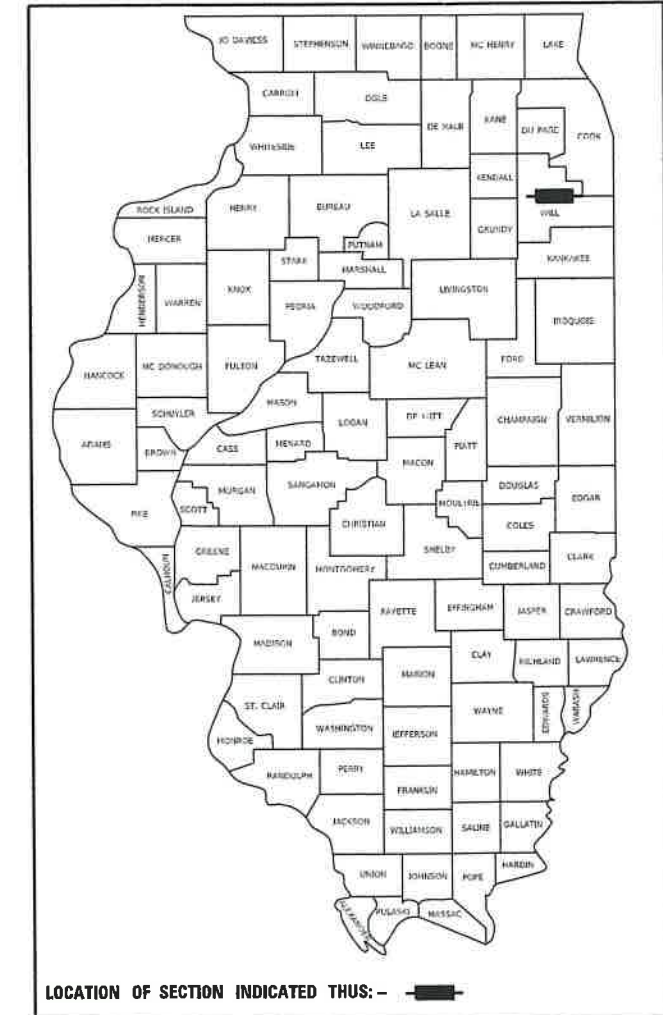 JO DAVIESS STEPHENSON WINNEBAGO BOONE MC HENRY LAKE
CARROLL OGLE DE KALB KANE DU PAGE COOK
WHITESIDE LEE KENDALL
ROCK ISLAND HENRY BUREAU LA SALLE GRUNDY WILL
MERCER PUTNAM
STARK MARSHALL KANKAKEE
HENDERSON WARREN KNOX PEORIA WOODFORD LIVINGSTON IROQUOIS
HANCOCK MC DONOUGH FULTON TAZEWELL MC LEAN FORD
MASON
SCHUYLER LOGAN DE WITT CHAMPAIGN VERMILION
ADAMS BROWN CASS MENARD MACON PIATT
PIKE SCOTT MORGAN SANGAMON MOULTRIE DOUGLAS EDGAR
CHRISTIAN COLES
CALHOUN GREENE MACOUPIN MONTGOMERY SHELBY CUMBERLAND CLARK
JERSEY FAYETTE EFFINGHAM JASPER CRAWFORD
MADISON BOND
CLAY RICHLAND LAWRENCE
CLINTON MARION
ST. CLAIR WAYNE EDWARDS WABASH
MONROE WASHINGTON JEFFERSON
RANDOLPH PERRY HAMILTON WHITE
FRANKLIN
JACKSON WILLIAMSON SALINE GALLATIN
UNION JOHNSON POPE HARDIN
ALEXANDER PULASKI MASSAC
LOCATION OF SECTION INDICATED THUS: –